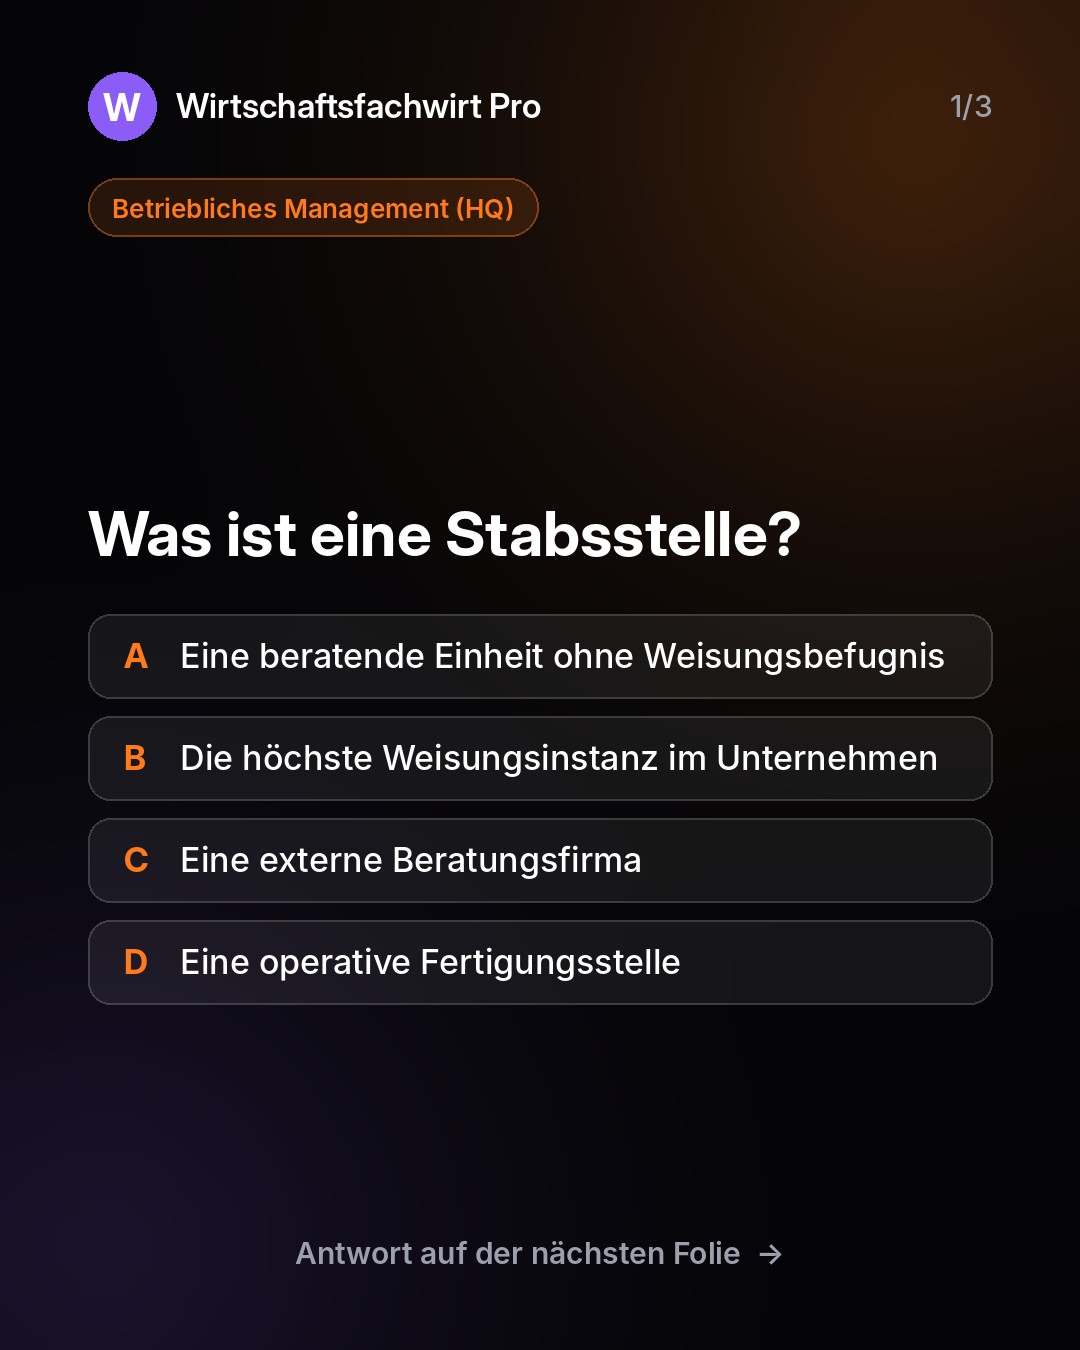 W Wirtschaftsfachwirt Pro 1/3
Betriebliches Management (HQ)
Was ist eine Stabsstelle?
A Eine beratende Einheit ohne Weisungsbefugnis
B Die höchste Weisungsinstanz im Unternehmen
C Eine externe Beratungsfirma
D Eine operative Fertigungsstelle
Antwort auf der nächsten Folie →